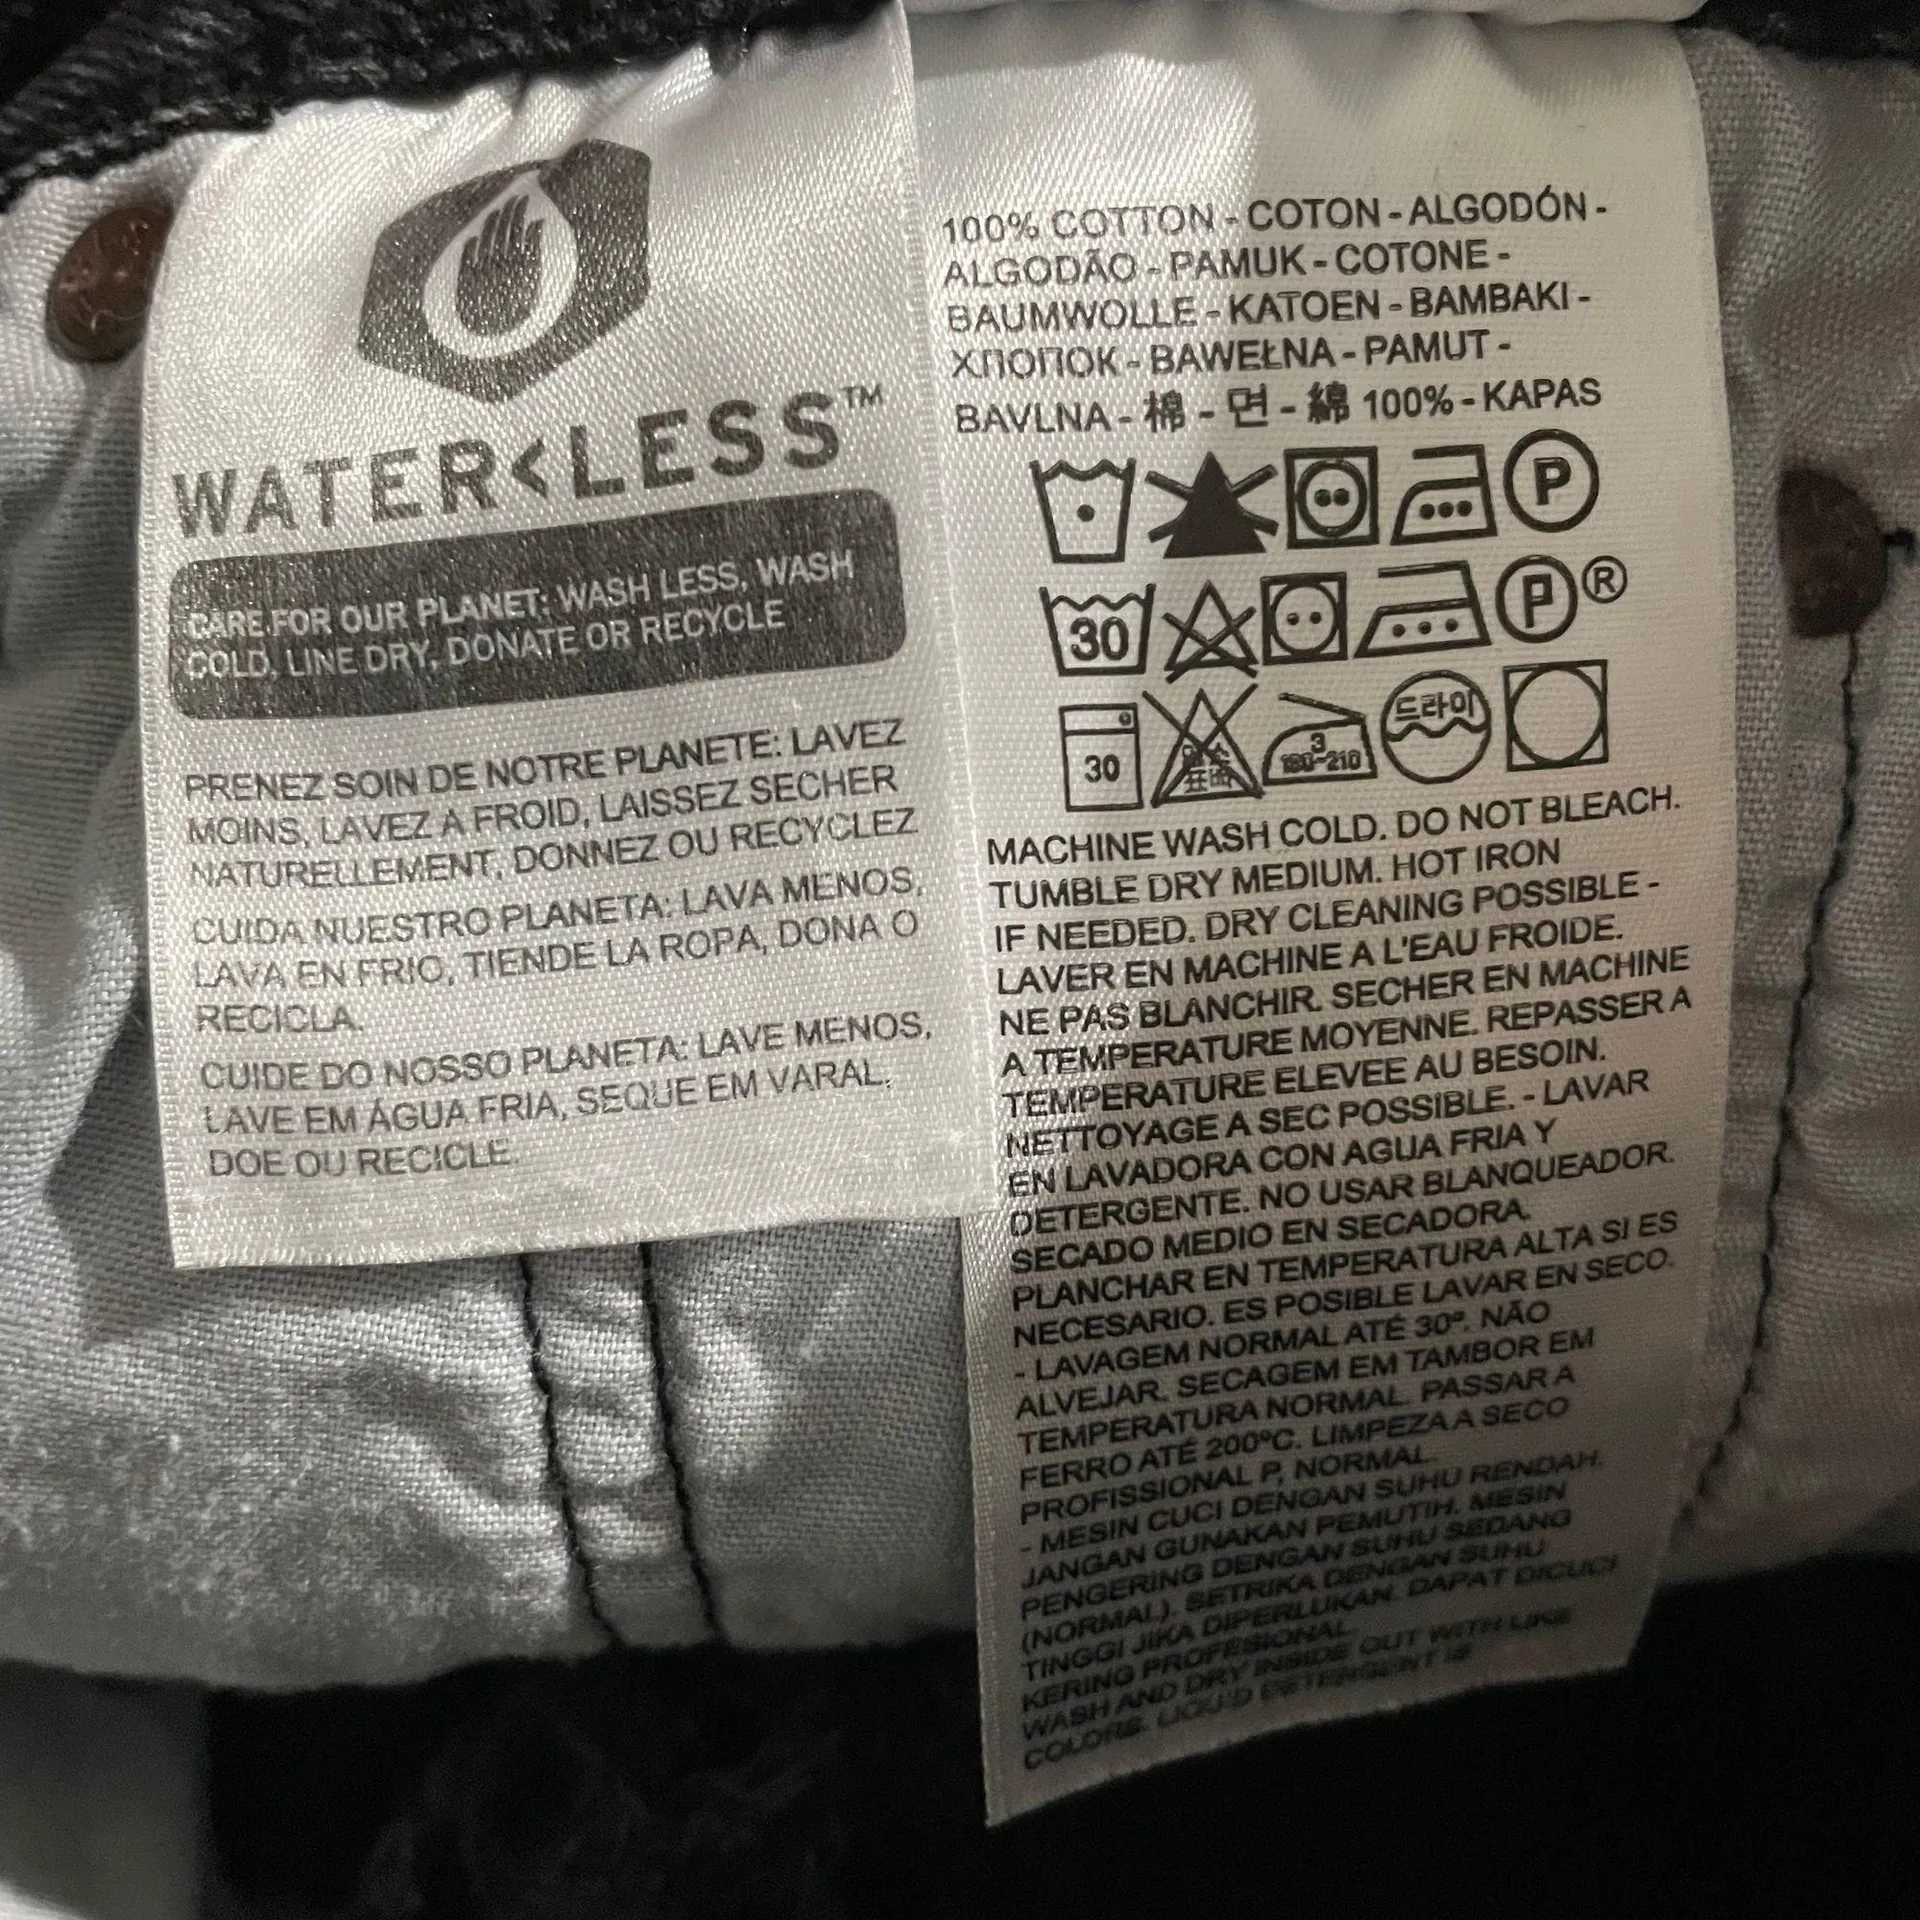 WATER<LESS™
CARE FOR OUR PLANET: WASH LESS, WASH
COLD, LINE DRY, DONATE OR RECYCLE
PRENEZ SOIN DE NOTRE PLANETE: LAVEZ
MOINS, LAVEZ A FROID, LAISSEZ SECHER
NATURELLEMENT, DONNEZ OU RECYCLEZ
CUIDA NUESTRO PLANETA: LAVA MENOS,
LAVA EN FRIO, TIENDE LA ROPA, DONA O
RECICLA.
CUIDE DO NOSSO PLANETA: LAVE MENOS,
LAVE EM ÁGUA FRIA, SEQUE EM VARAL,
DOE OU RECICLE.
100% COTTON - COTON - ALGODÓN -
ALGODÃO - PAMUK - COTONE -
BAUMWOLLE - KATOEN - BAMBAKI -
ХПОПОК - BAWEŁNA - PAMUT -
BAVLNA - 棉 - 면 - 綿 100% - KAPAS
P
30 P ®
30 3 180-210 드라이
MACHINE WASH COLD. DO NOT BLEACH.
TUMBLE DRY MEDIUM. HOT IRON
IF NEEDED. DRY CLEANING POSSIBLE -
LAVER EN MACHINE A L'EAU FROIDE.
NE PAS BLANCHIR. SECHER EN MACHINE
A TEMPERATURE MOYENNE. REPASSER A
TEMPERATURE ELEVEE AU BESOIN.
NETTOYAGE A SEC POSSIBLE. - LAVAR
EN LAVADORA CON AGUA FRIA Y
DETERGENTE. NO USAR BLANQUEADOR.
SECADO MEDIO EN SECADORA.
PLANCHAR EN TEMPERATURA ALTA SI ES
NECESARIO. ES POSIBLE LAVAR EN SECO.
- LAVAGEM NORMAL ATÉ 30º. NÃO
ALVEJAR. SECAGEM EM TAMBOR EM
TEMPERATURA NORMAL. PASSAR A
FERRO ATÉ 200ºC. LIMPEZA A SECO
PROFISSIONAL P, NORMAL.
- MESIN CUCI DENGAN SUHU RENDAH.
JANGAN GUNAKAN PEMUTIH. MESIN
PENGERING DENGAN SUHU SEDANG
(NORMAL). SETRIKA DENGAN SUHU
TINGGI JIKA DIPERLUKAN. DAPAT DICUCI
KERING PROFESIONAL.
WASH AND DRY INSIDE OUT WITH LIKE
COLORS. LIQUID DETERGENT IS